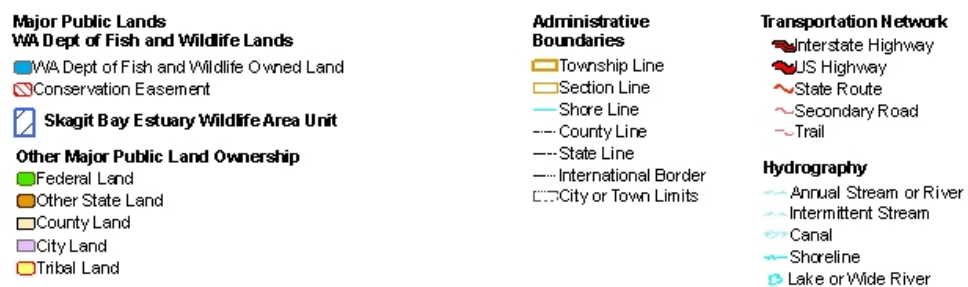 Major Public Lands
WA Dept of Fish and Wildlife Lands
WA Dept of Fish and Wildlife Owned Land
Conservation Easement
Skagit Bay Estuary Wildlife Area Unit
Other Major Public Land Ownership
Federal Land
Other State Land
County Land
City Land
Tribal Land
Administrative
Boundaries
Township Line
Section Line
Shore Line
County Line
State Line
International Border
City or Town Limits
Transportation Network
Interstate Highway
US Highway
State Route
Secondary Road
Trail
Hydrography
Annual Stream or River
Intermittent Stream
Canal
Shoreline
Lake or Wide River